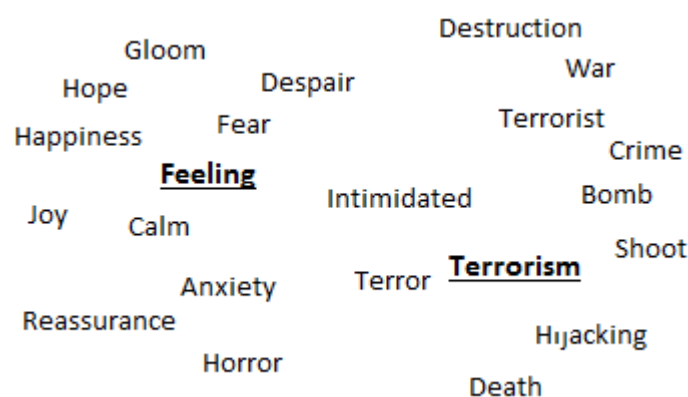 Destruction
Gloom
War
Hope
Despair
Terrorist
Fear
Happiness
Crime
Feeling
Bomb
Intimidated
Joy
Calm
Shoot
Terrorism
Terror
Anxiety
Reassurance
Hijacking
Horror
Death